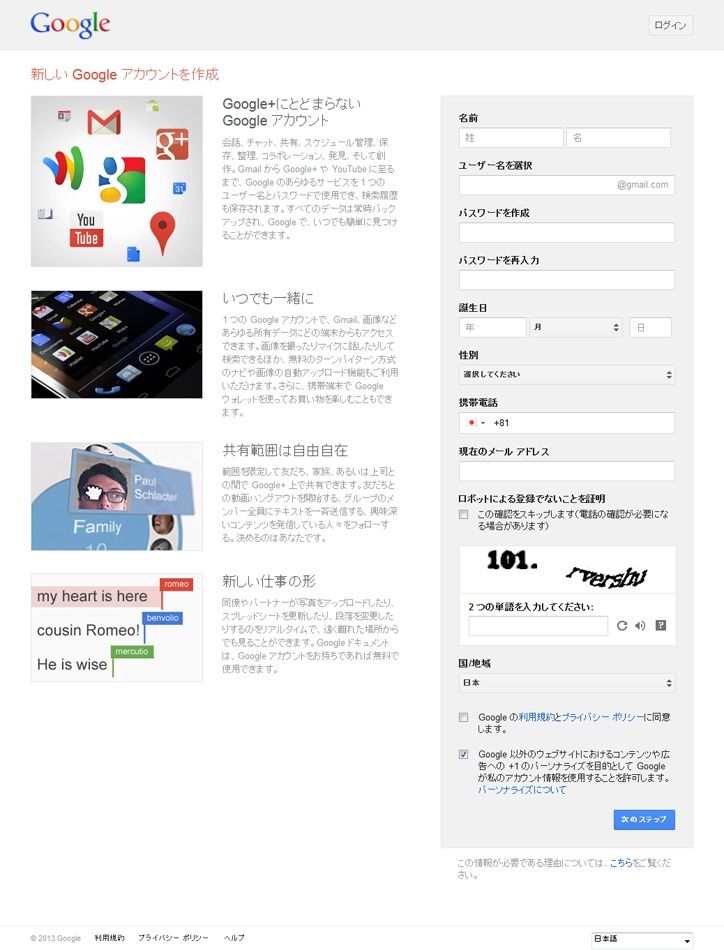 Google
ログイン
新しい Google アカウントを作成
Google+にとどまらない
Google アカウント
会話、チャット、共有、スケジュール管理、保
存、整理、コラボレーション、発見、そして創
作。Gmail から Google+ や YouTube に至る
まで、Google のあらゆるサービスを 1 つの
ユーザー名とパスワードで使用でき、検索履歴
も保存されます。すべてのデータは常時バック
アップされ、Google で、いつでも簡単に見つけ
ることができます。
You
Tube
31
いつでも一緒に
1 つの Google アカウントで、Gmail、画像など
あらゆる所有データにどの端末からもアクセス
できます。画像を撮ったりマイクに話したりして
検索できるほか、無料のターンバイターン方式
のナビや画像の自動アップロード機能もご利用
いただけます。さらに、携帯端末で Google
ウォレットを使ってお買い物を楽しむこともでき
ます。
共有範囲は自由自在
範囲を限定して友だち、家族、あるいは上司と
の間で Google+ 上で共有できます。友だちと
の動画ハングアウトを開始する、グループのメ
ンバー全員にテキストを一斉送信する、興味深
いコンテンツを発信している人々をフォローす
る。決めるのはあなたです。
Paul
Schlacter
Family
10
新しい仕事の形
同僚やパートナーが写真をアップロードしたり、
スプレッドシートを更新したり、段落を変更した
りするのをリアルタイムで、遠く離れた場所から
でも見ることができます。Google ドキュメント
は、Google アカウントをお持ちであれば無料で
使用できます。
romeo
my heart is here
benvolio
cousin Romeo!
mercutio
He is wise
名前
姓 名
ユーザー名を選択
@gmail.com
パスワードを作成
パスワードを再入力
誕生日
年 月 日
性別
選択してください
携帯電話
+81
現在のメール アドレス
ロボットによる登録でないことを証明
この確認をスキップします（電話の確認が必要にな
る場合があります）
101.
2 つの単語を入力してください:
国/地域
日本
Google の利用規約とプライバシー ポリシーに同意
します。
Google 以外のウェブサイトにおけるコンテンツや広
告への +1 のパーソナライズを目的として Google
が私のアカウント情報を使用することを許可します。
パーソナライズについて
次のステップ
この情報が必要である理由については、こちらをご覧くだ
さい。
© 2013 Google 利用規約 プライバシー ポリシー ヘルプ
日本語